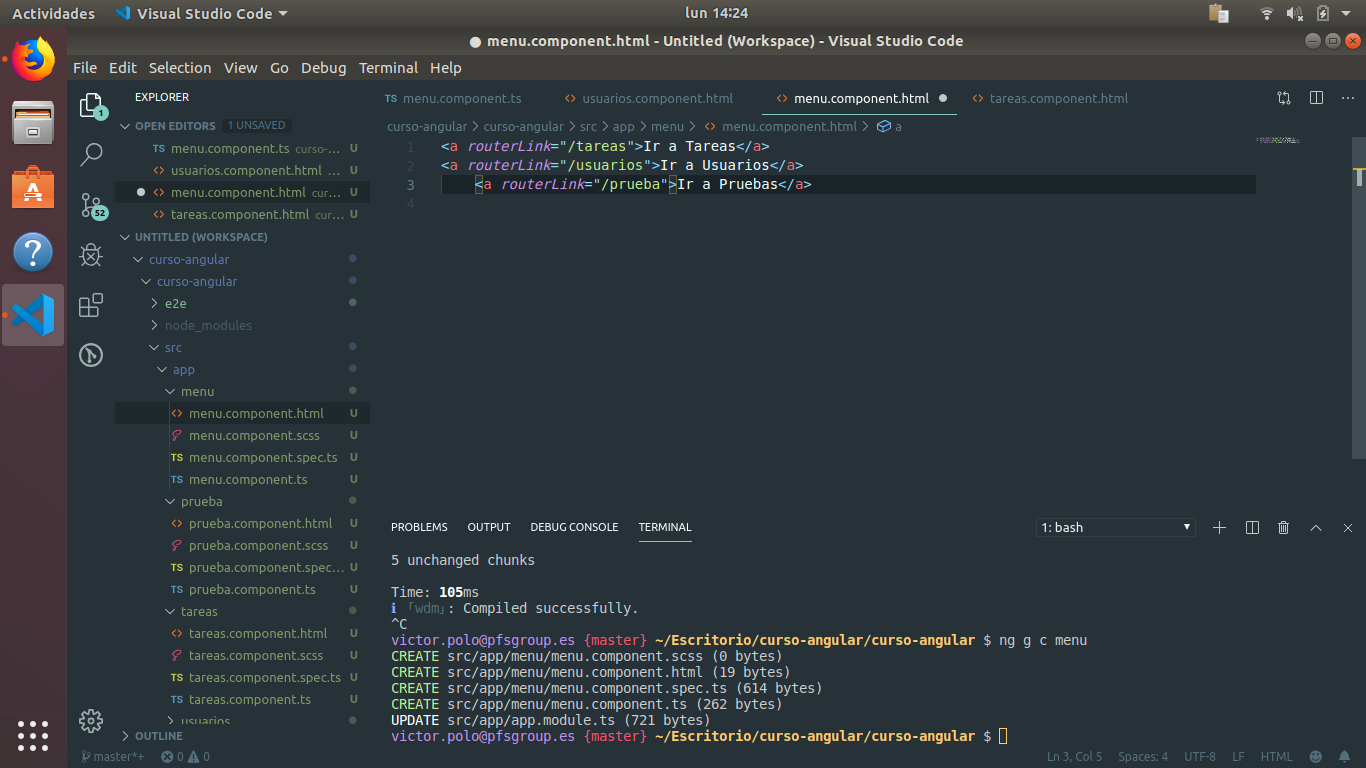 Actividades Visual Studio Code lun 14:24
menu.component.html - Untitled (Workspace) - Visual Studio Code
File Edit Selection View Go Debug Terminal Help
EXPLORER
OPEN EDITORS 1 UNSAVED
TS menu.component.ts curso-...
usuarios.component.html ... U
menu.component.html cur... U
tareas.component.html cur... U
UNTITLED (WORKSPACE)
curso-angular
curso-angular
e2e
node_modules
src
app
menu
menu.component.html U
menu.component.scss U
TS menu.component.spec.ts U
TS menu.component.ts U
prueba
prueba.component.html U
prueba.component.scss U
TS prueba.component.spec... U
TS prueba.component.ts U
tareas
tareas.component.html U
tareas.component.scss U
TS tareas.component.spec.ts U
TS tareas.component.ts U
usuarios
OUTLINE
1
52
TS menu.component.ts usuarios.component.html menu.component.html tareas.component.html
curso-angular > curso-angular > src > app > menu > menu.component.html > a
1 <a routerLink="/tareas">Ir a Tareas</a>
2 <a routerLink="/usuarios">Ir a Usuarios</a>
3 <a routerLink="/prueba">Ir a Pruebas</a>
4
PROBLEMS OUTPUT DEBUG CONSOLE TERMINAL 1: bash
5 unchanged chunks
Time: 105ms
ℹ ｢wdm｣: Compiled successfully.
^C
victor.polo@pfsgroup.es {master} ~/Escritorio/curso-angular/curso-angular $ ng g c menu
CREATE src/app/menu/menu.component.scss (0 bytes)
CREATE src/app/menu/menu.component.html (19 bytes)
CREATE src/app/menu/menu.component.spec.ts (614 bytes)
CREATE src/app/menu/menu.component.ts (262 bytes)
UPDATE src/app/app.module.ts (721 bytes)
victor.polo@pfsgroup.es {master} ~/Escritorio/curso-angular/curso-angular $
master*+ 0 0 Ln 3, Col 5 Spaces: 4 UTF-8 LF HTML